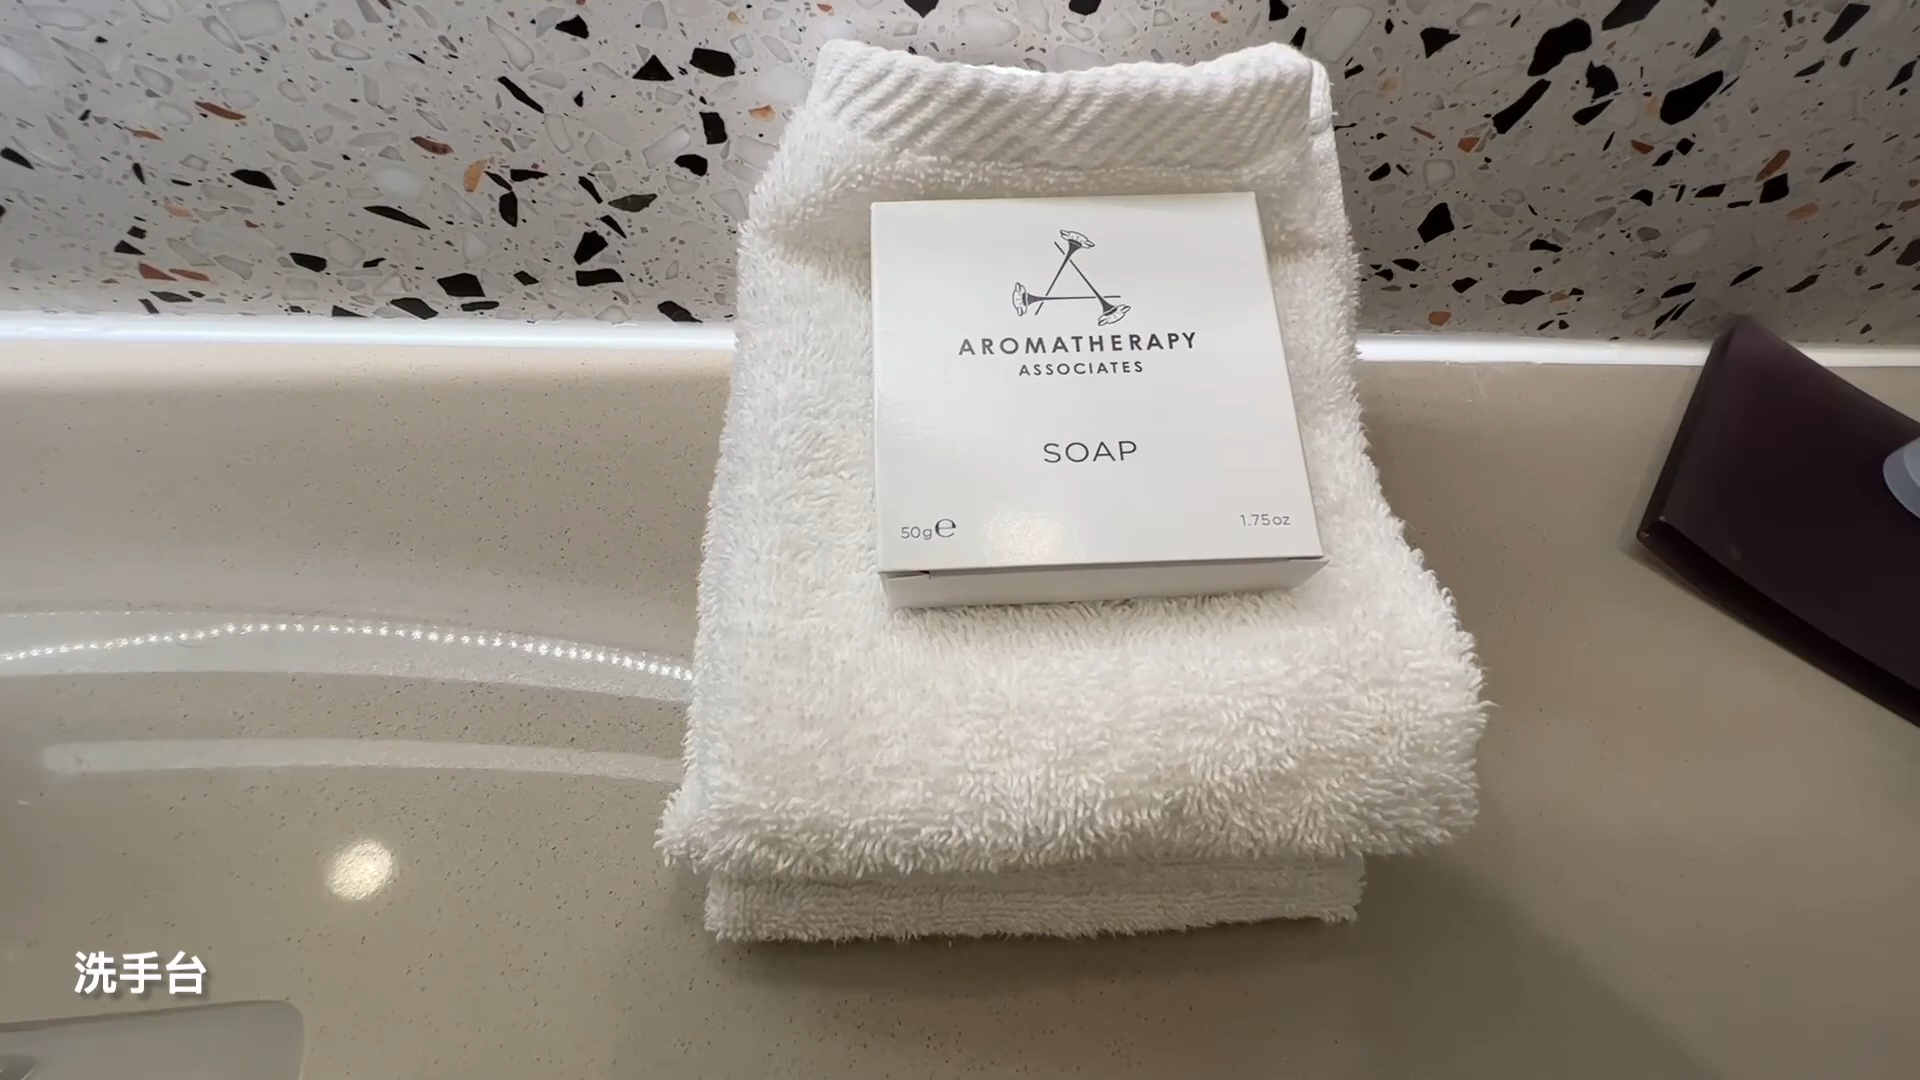 AROMATHERAPY
ASSOCIATES
SOAP
50g℮
1.75oz
洗手台